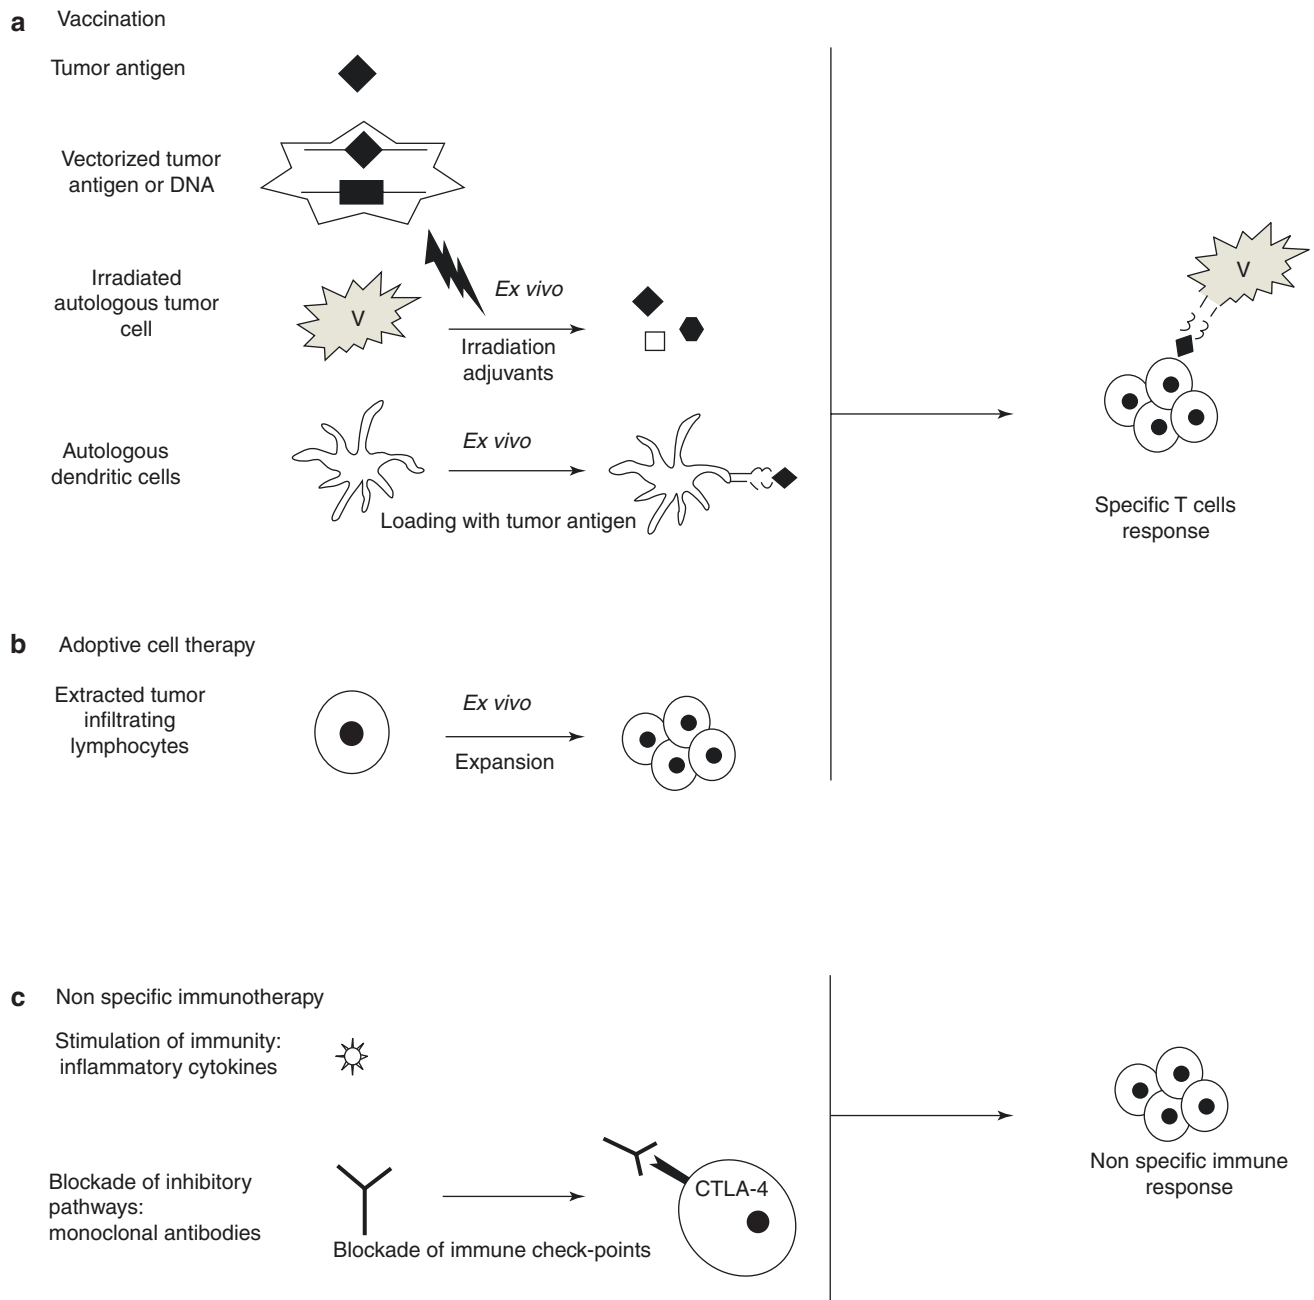 a Vaccination
Tumor antigen
Vectorized tumor
antigen or DNA
Irradiated
autologous tumor
cell
V
Ex vivo
Irradiation
adjuvants
Autologous
dendritic cells
Ex vivo
Loading with tumor antigen
V
Specific T cells
response
b Adoptive cell therapy
Extracted tumor
infiltrating
lymphocytes
Ex vivo
Expansion
c Non specific immunotherapy
Stimulation of immunity:
inflammatory cytokines
Blockade of inhibitory
pathways:
monoclonal antibodies
Blockade of immune check-points
CTLA-4
Non specific immune
response